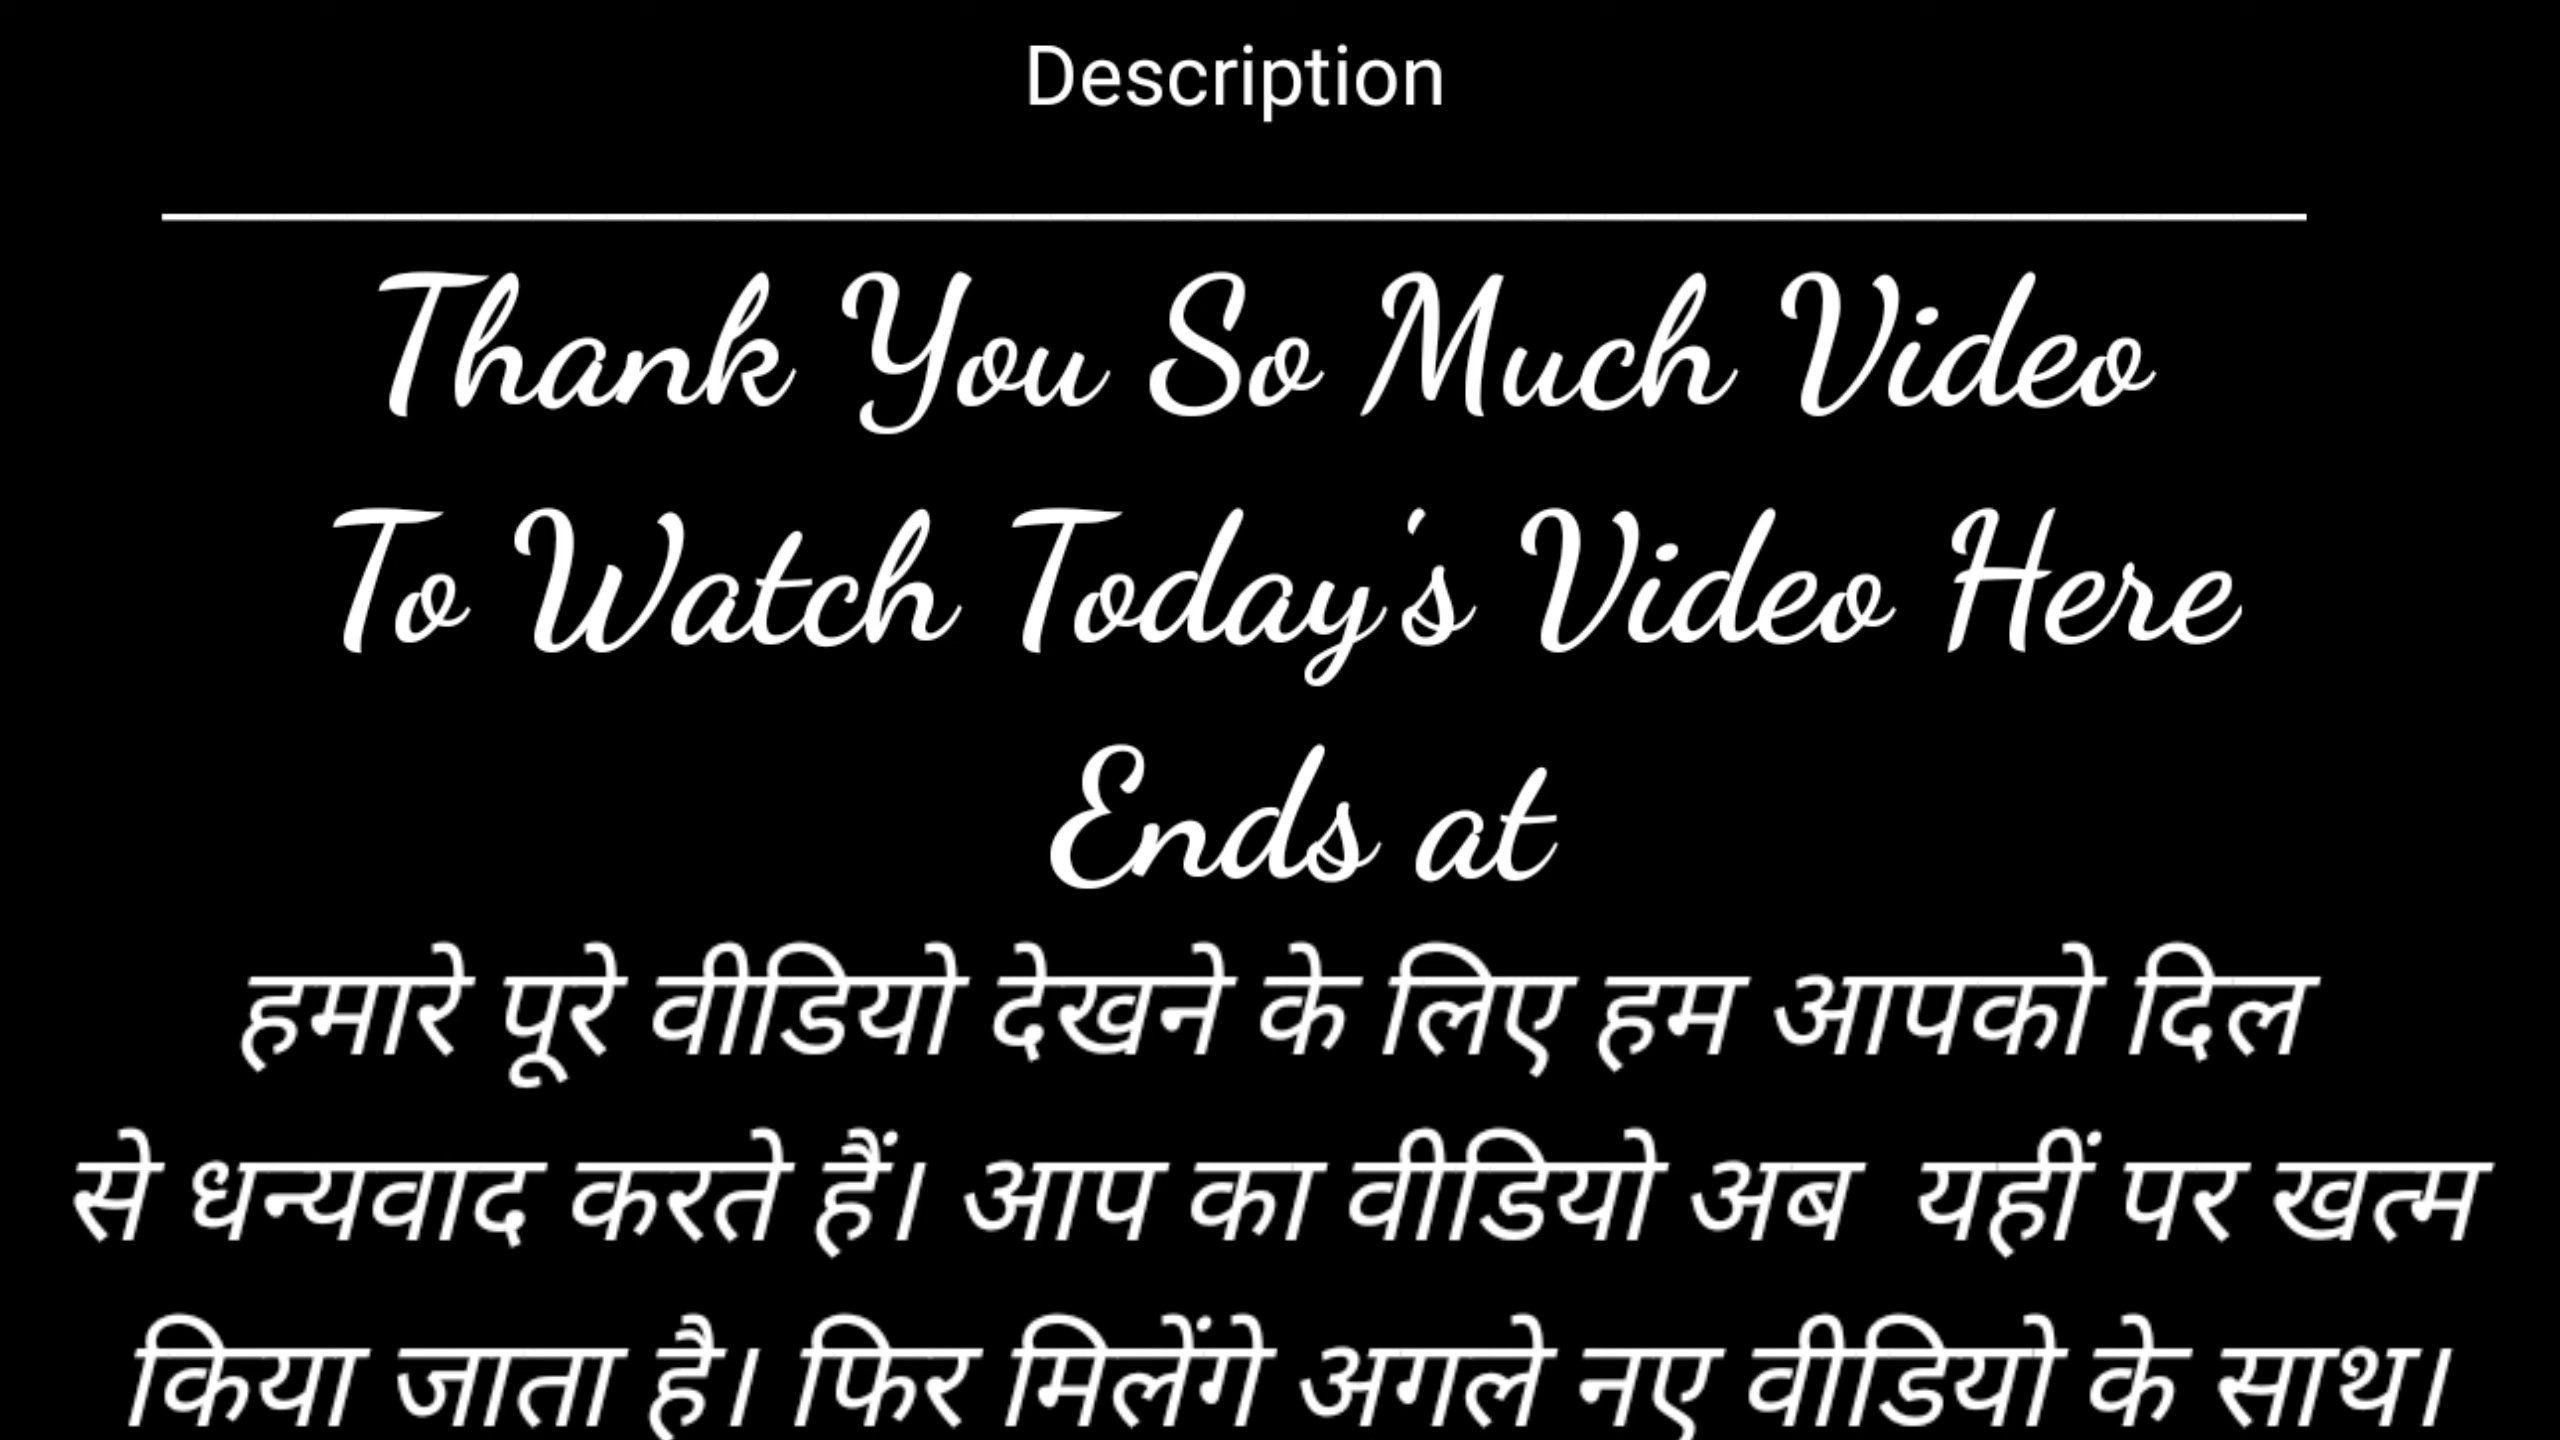 Description
Thank You So Much Video
To Watch Today's Video Here
Ends at
हमारे पूरे वीडियो देखने के लिए हम आपको दिल
से धन्यवाद करते हैं। आप का वीडियो अब यहीं पर खत्म
किया जाता है। फिर मिलेंगे अगले नए वीडियो के साथ।